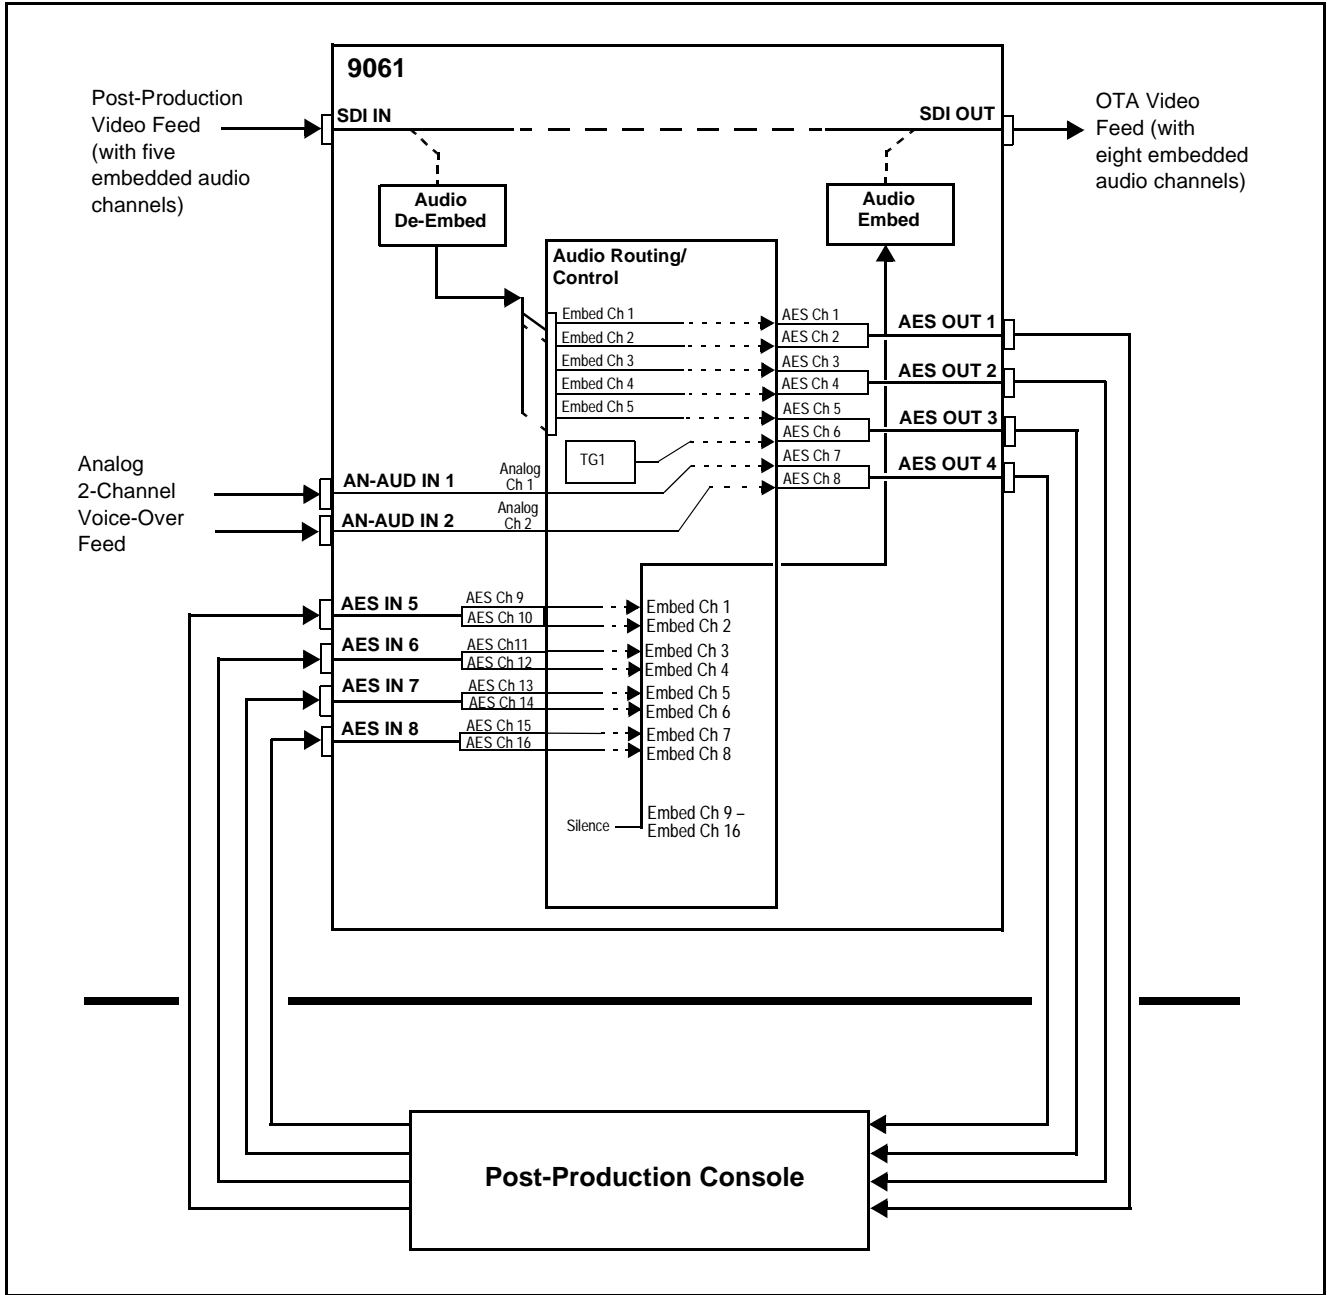 9061
Post-Production
Video Feed
(with five
embedded audio
channels)
SDI IN
SDI OUT
OTA Video
Feed (with
eight embedded
audio channels)
Audio
De-Embed
Audio
Embed
Audio Routing/
Control
Embed Ch 1
Embed Ch 2
Embed Ch 3
Embed Ch 4
Embed Ch 5
TG1
AES Ch 1
AES Ch 2
AES Ch 3
AES Ch 4
AES Ch 5
AES Ch 6
AES Ch 7
AES Ch 8
AES OUT 1
AES OUT 2
AES OUT 3
AES OUT 4
Analog
2-Channel
Voice-Over
Feed
AN-AUD IN 1
Analog
Ch 1
AN-AUD IN 2
Analog
Ch 2
AES IN 5
AES Ch 9
AES Ch 10
AES IN 6
AES Ch11
AES Ch 12
AES IN 7
AES Ch 13
AES Ch 14
AES IN 8
AES Ch 15
AES Ch 16
Embed Ch 1
Embed Ch 2
Embed Ch 3
Embed Ch 4
Embed Ch 5
Embed Ch 6
Embed Ch 7
Embed Ch 8
Silence
Embed Ch 9 –
Embed Ch 16
Post-Production Console